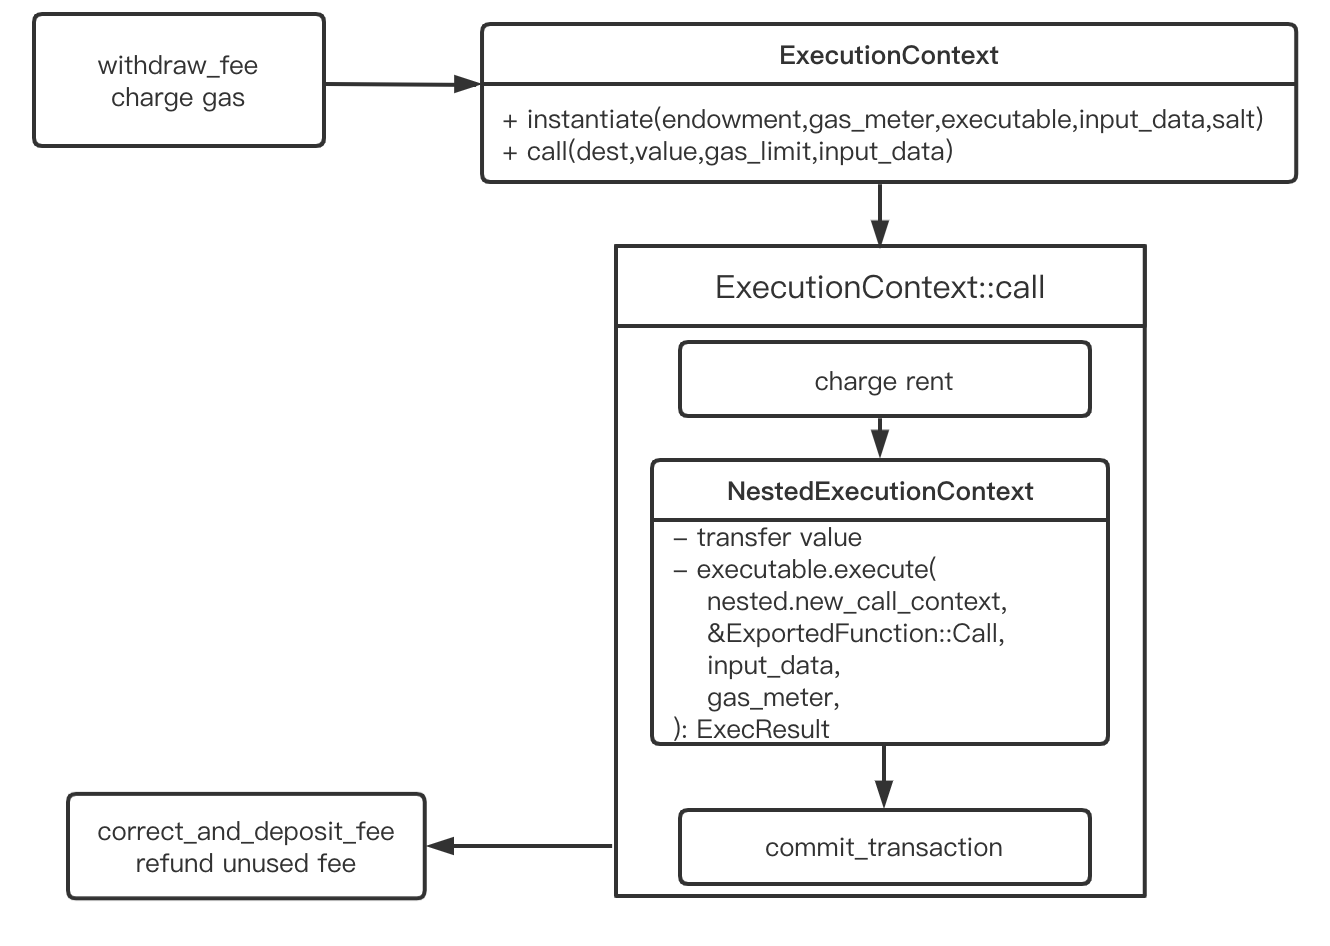 withdraw_fee
charge gas
ExecutionContext
+ instantiate(endowment,gas_meter,executable,input_data,salt)
+ call(dest,value,gas_limit,input_data)
ExecutionContext::call
charge rent
NestedExecutionContext
– transfer value
– executable.execute(
nested.new_call_context,
&ExportedFunction::Call,
input_data,
gas_meter,
): ExecResult
commit_transaction
correct_and_deposit_fee
refund unused fee